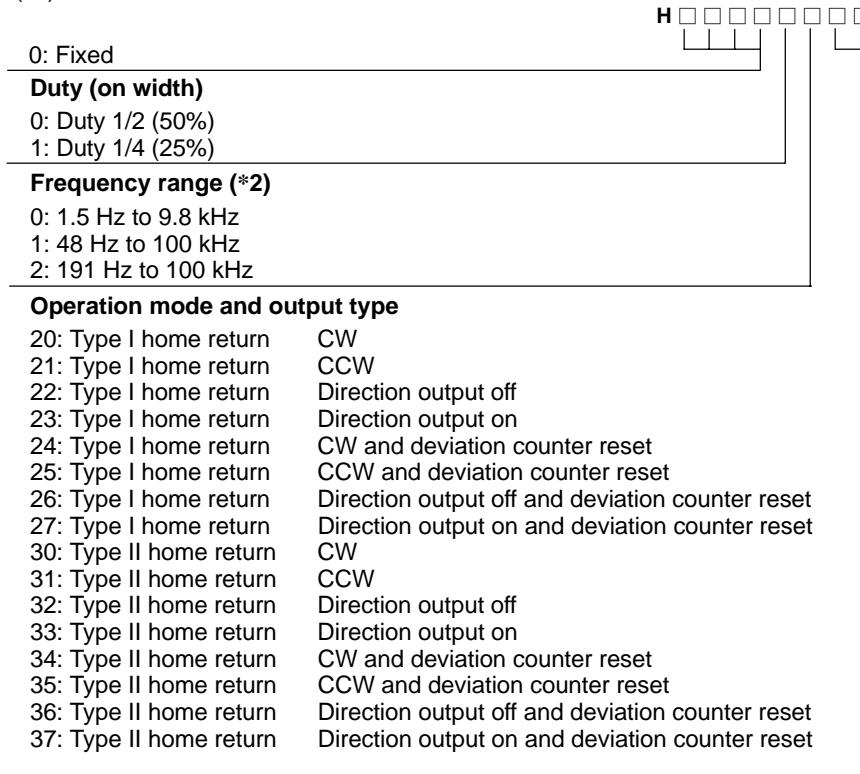 H □ □ □ □ □ □ □
0: Fixed
Duty (on width)
0: Duty 1/2 (50%)
1: Duty 1/4 (25%)
Frequency range (*2)
0: 1.5 Hz to 9.8 kHz
1: 48 Hz to 100 kHz
2: 191 Hz to 100 kHz
Operation mode and output type
20: Type I home return CW
21: Type I home return CCW
22: Type I home return Direction output off
23: Type I home return Direction output on
24: Type I home return CW and deviation counter reset
25: Type I home return CCW and deviation counter reset
26: Type I home return Direction output off and deviation counter reset
27: Type I home return Direction output on and deviation counter reset
30: Type II home return CW
31: Type II home return CCW
32: Type II home return Direction output off
33: Type II home return Direction output on
34: Type II home return CW and deviation counter reset
35: Type II home return CCW and deviation counter reset
36: Type II home return Direction output off and deviation counter reset
37: Type II home return Direction output on and deviation counter reset